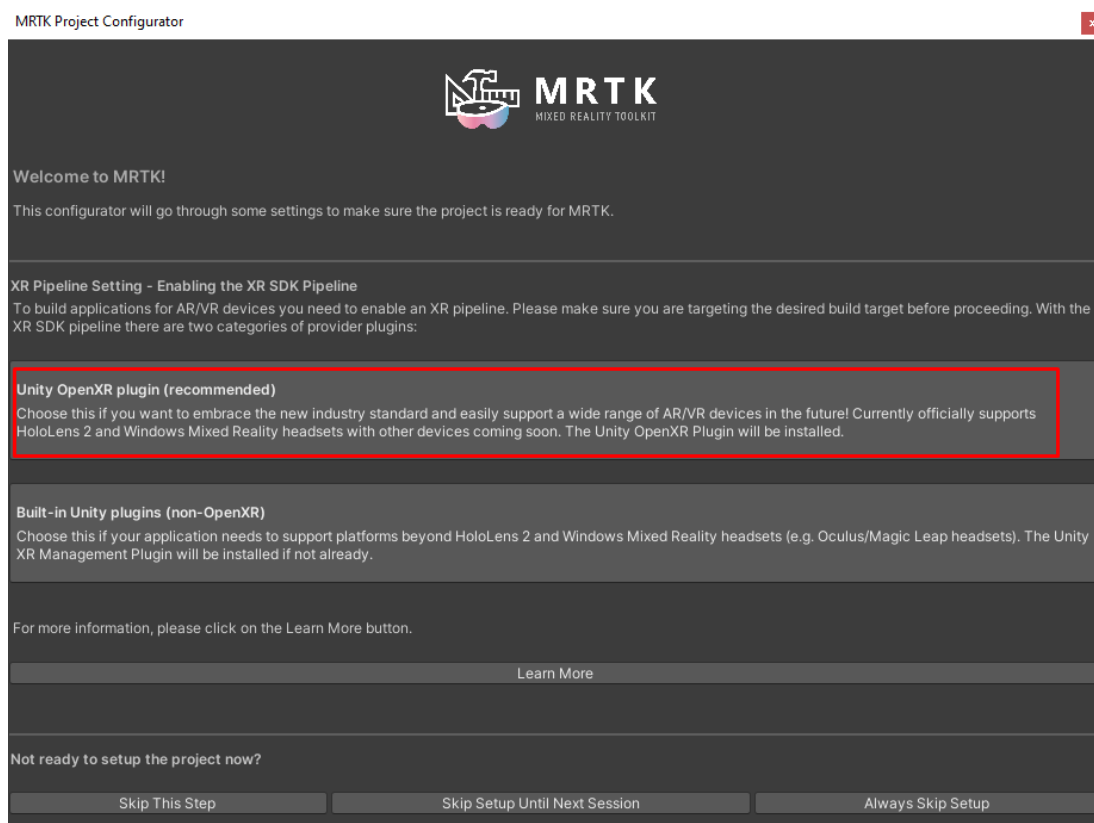 MRTK Project Configurator
MRTK
MIXED REALITY TOOLKIT
Welcome to MRTK!
This configurator will go through some settings to make sure the project is ready for MRTK.
XR Pipeline Setting - Enabling the XR SDK Pipeline
To build applications for AR/VR devices you need to enable an XR pipeline. Please make sure you are targeting the desired build target before proceeding. With the
XR SDK pipeline there are two categories of provider plugins:
Unity OpenXR plugin (recommended)
Choose this if you want to embrace the new industry standard and easily support a wide range of AR/VR devices in the future! Currently officially supports
HoloLens 2 and Windows Mixed Reality headsets with other devices coming soon. The Unity OpenXR Plugin will be installed.
Built-in Unity plugins (non-OpenXR)
Choose this if your application needs to support platforms beyond HoloLens 2 and Windows Mixed Reality headsets (e.g. Oculus/Magic Leap headsets). The Unity
XR Management Plugin will be installed if not already.
For more information, please click on the Learn More button.
Learn More
Not ready to setup the project now?
Skip This Step
Skip Setup Until Next Session
Always Skip Setup